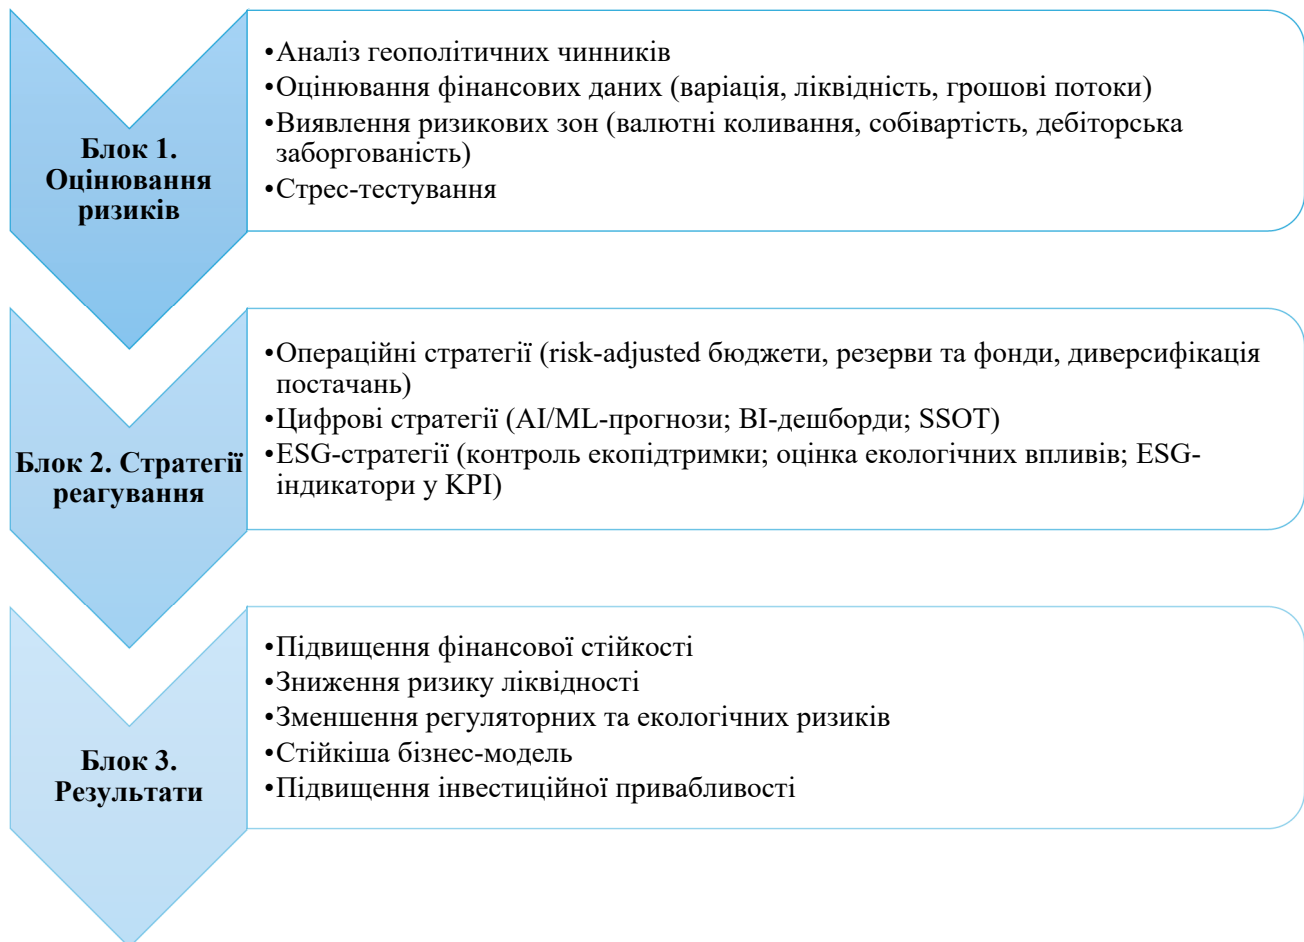 Блок 1.
Оцінювання
ризиків
•Аналіз геополітичних чинників
•Оцінювання фінансових даних (варіація, ліквідність, грошові потоки)
•Виявлення ризикових зон (валютні коливання, собівартість, дебіторська
заборгованість)
•Стрес-тестування
Блок 2. Стратегії
реагування
•Операційні стратегії (risk-adjusted бюджети, резерви та фонди, диверсифікація
постачань)
•Цифрові стратегії (AI/ML-прогнози; BI-дешборди; SSOT)
•ESG-стратегії (контроль екопідтримки; оцінка екологічних впливів; ESG-
індикатори у KPI)
Блок 3.
Результати
•Підвищення фінансової стійкості
•Зниження ризику ліквідності
•Зменшення регуляторних та екологічних ризиків
•Стійкіша бізнес-модель
•Підвищення інвестиційної привабливості